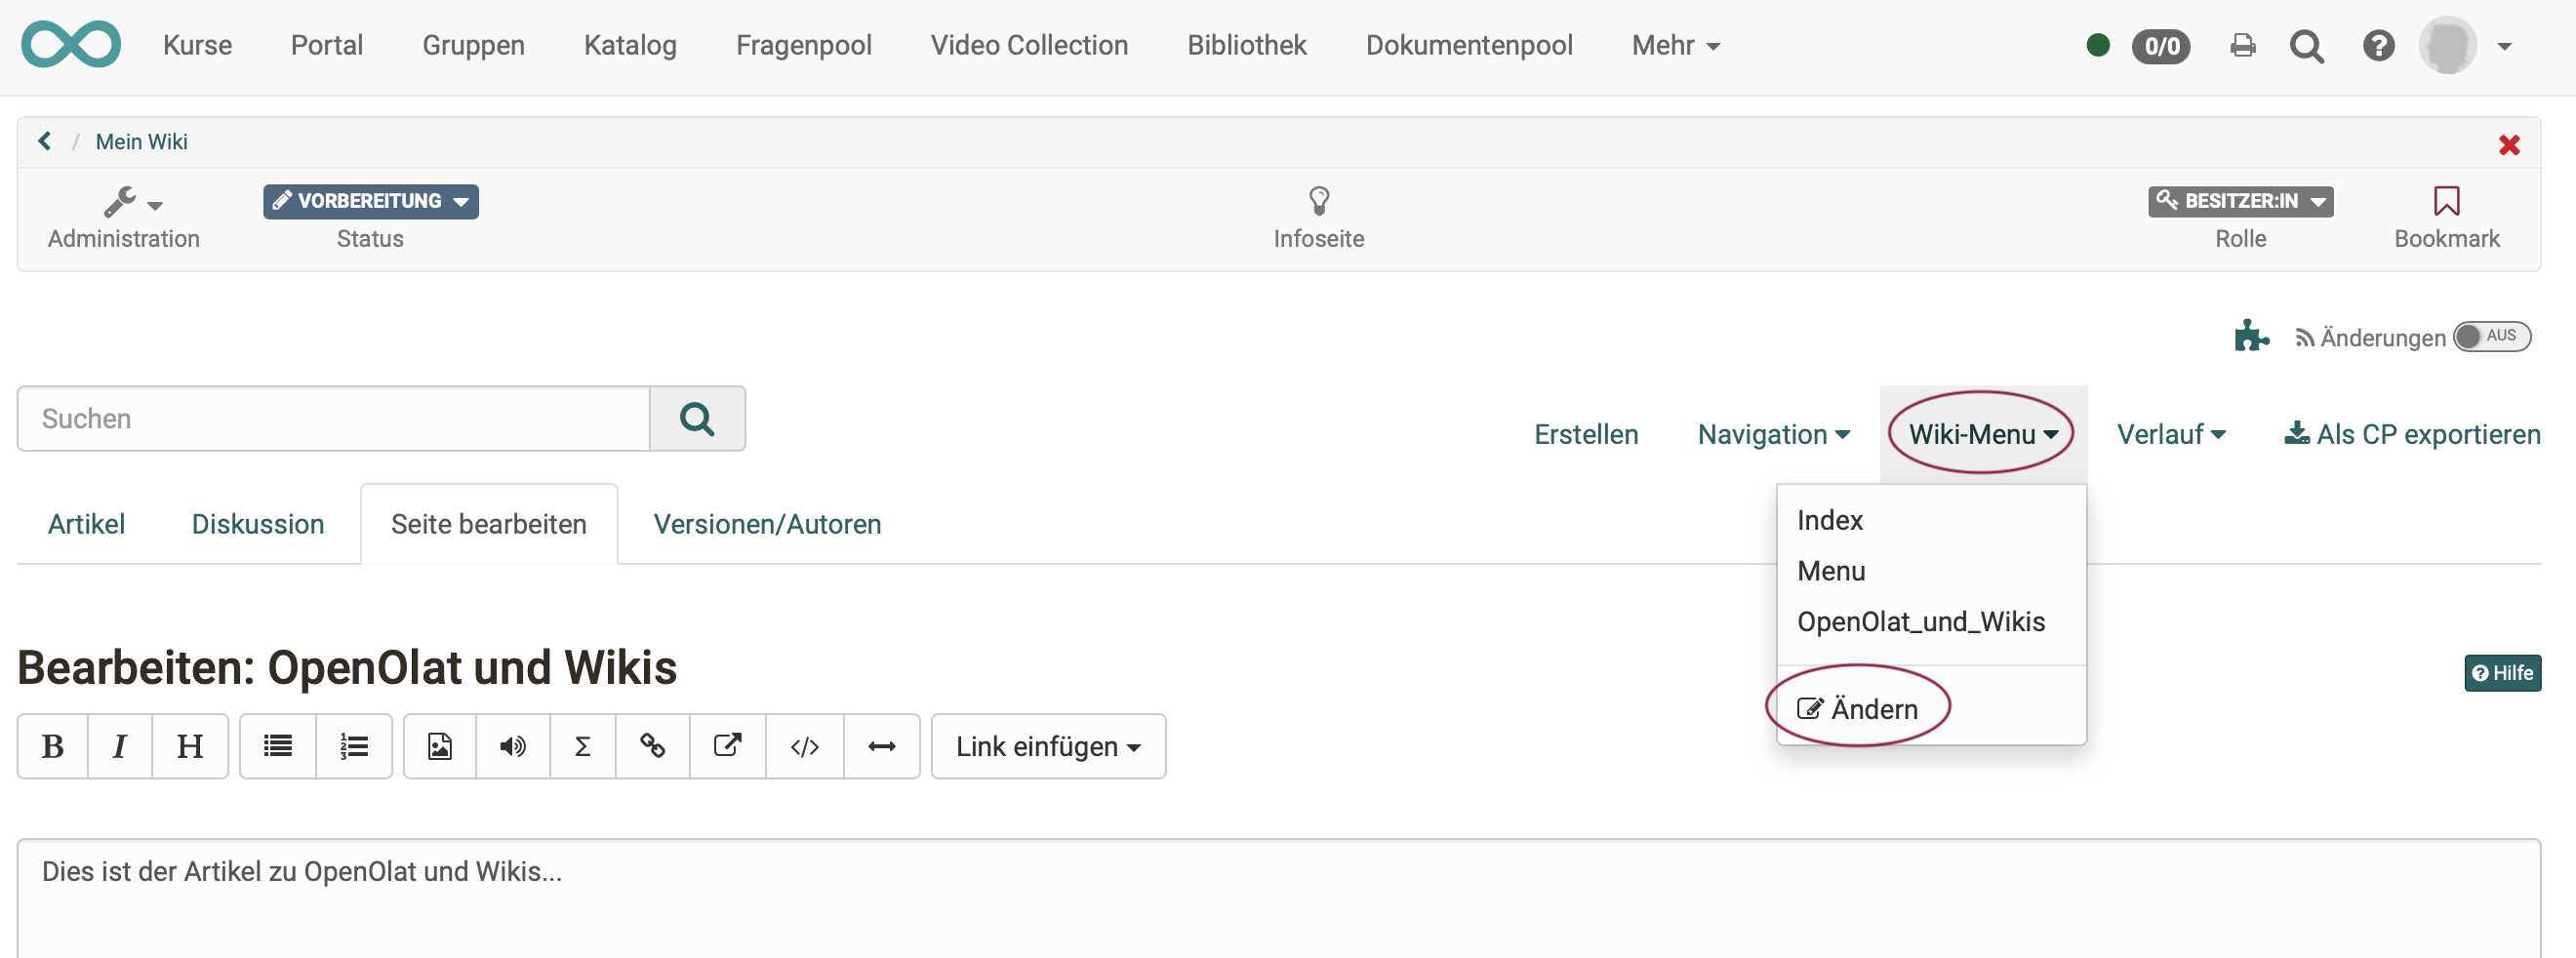 Kurse Portal Gruppen Katalog Fragenpool Video Collection Bibliothek Dokumentenpool Mehr 0/0
/ Mein Wiki
VORBEREITUNG BESITZER:IN
Administration Status Infoseite Rolle Bookmark
Änderungen AUS
Suchen
Erstellen Navigation Wiki-Menu Verlauf Als CP exportieren
Artikel Diskussion Seite bearbeiten Versionen/Autoren
Index
Menu
OpenOlat_und_Wikis
Ändern
Bearbeiten: OpenOlat und Wikis
Hilfe
B I H Σ </> Link einfügen
Dies ist der Artikel zu OpenOlat und Wikis...